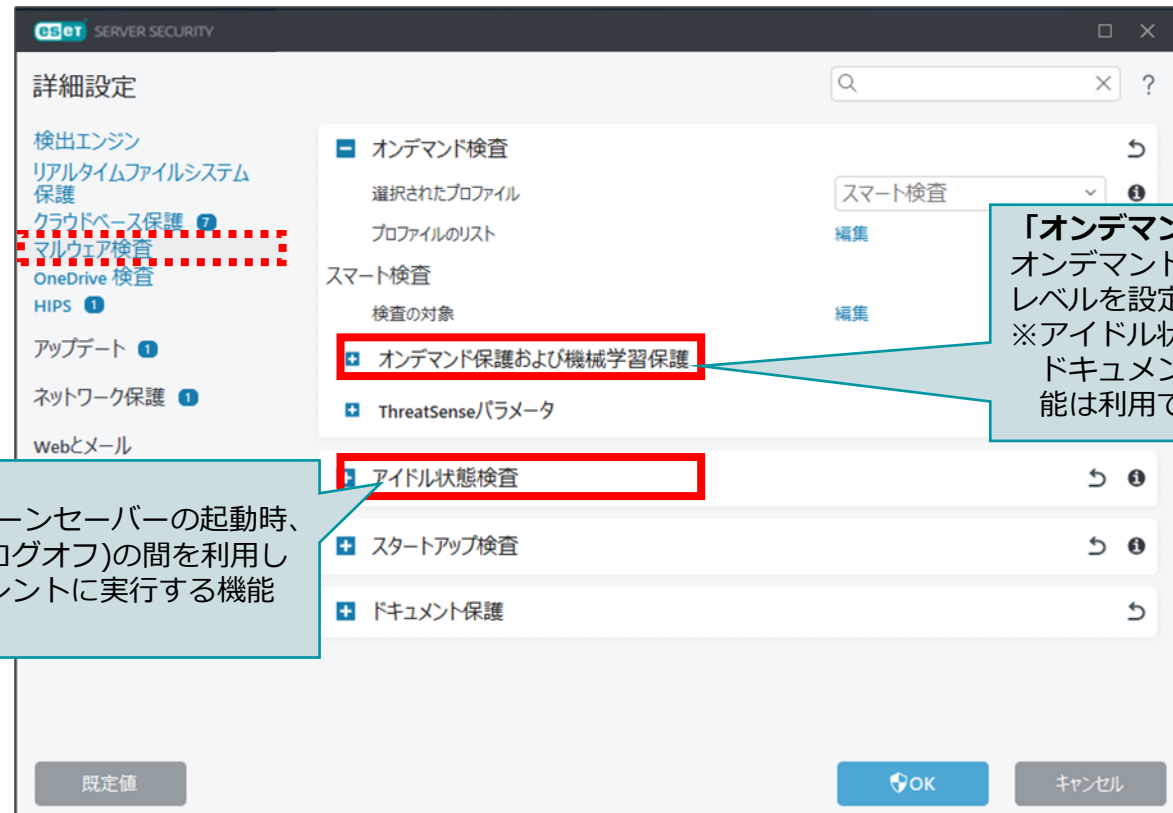 eset SERVER SECURITY
詳細設定
検出エンジン
リアルタイムファイルシステム
保護
クラウドベース保護 7
マルウェア検査
OneDrive 検査
HIPS 1
アップデート 1
ネットワーク保護 1
Webとメール
オンデマンド検査
選択されたプロファイル
スマート検査
プロファイルのリスト
編集
スマート検査
検査の対象
編集
オンデマンド保護および機械学習保護
ThreatSenseパラメータ
アイドル状態検査
スタートアップ検査
ドキュメント保護
「オンデマン
オンデマンド
レベルを設定
※アイドル状
ドキュメン
能は利用で
ーンセーバーの起動時、
ログオフ)の間を利用し
レントに実行する機能
既定値
OK
キャンセル